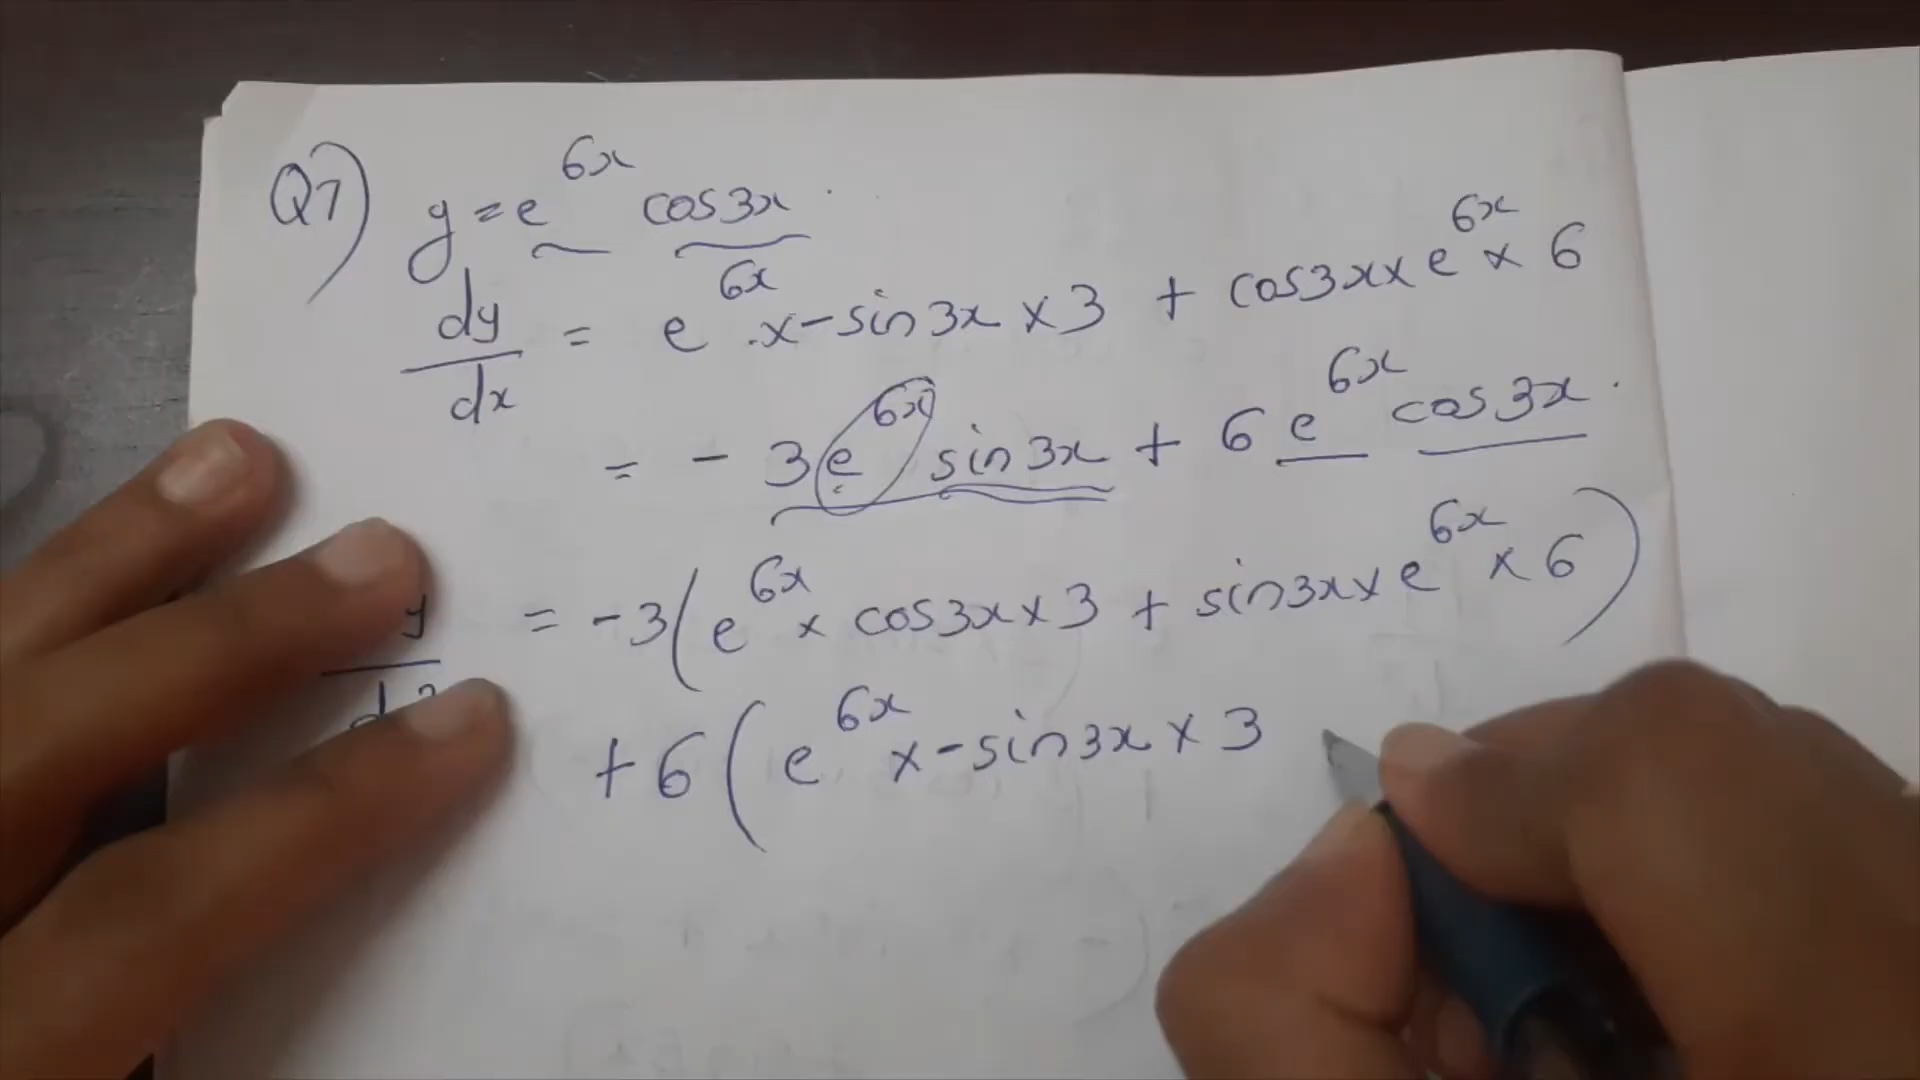 Q7) y = e^{6x} cos3x .
dy/dx = e^{6x} . x - sin3x x 3 + cos3x x e^{6x} x 6
= - 3 e^{6x} sin3x + 6 e^{6x} cos3x .
y/d = -3 ( e^{6x} x cos3x x 3 + sin3x x e^{6x} x 6 )
+ 6 ( e^{6x} x - sin3x x 3